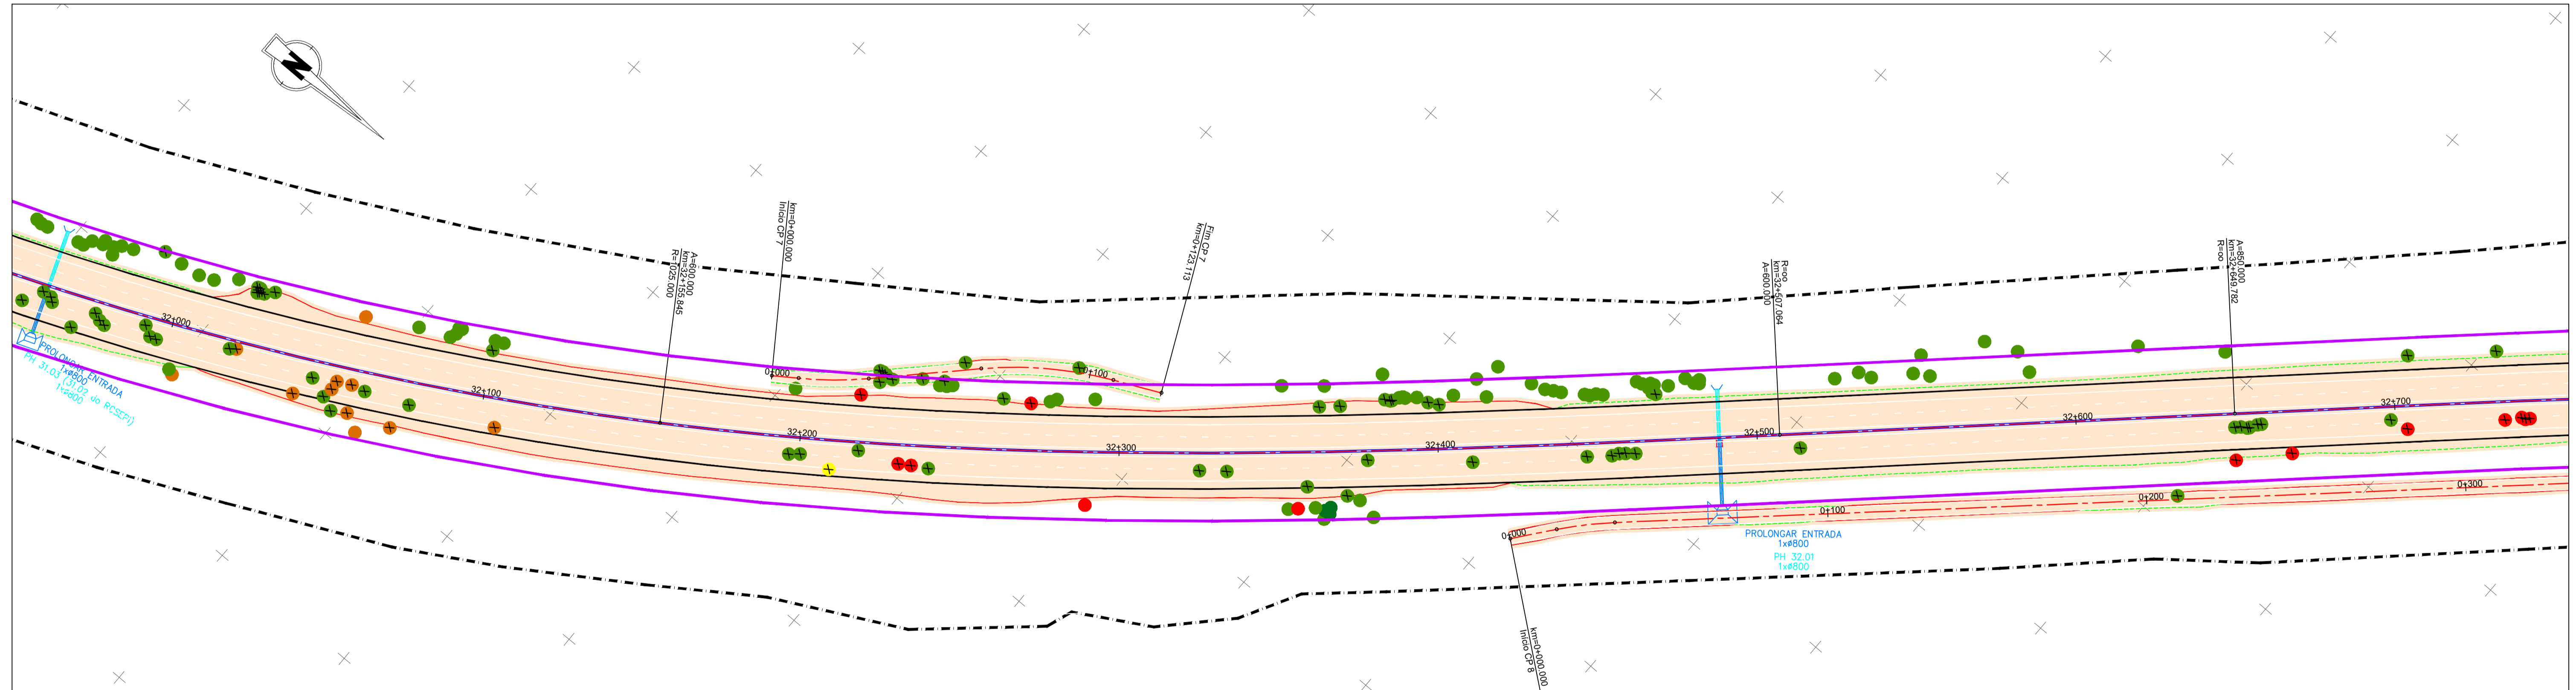 N
km=0+000.000
Início CP 7
A=600.000
km=32+155.845
R=1025.000
Fim CP 7
km=0+123.113
R=oo
km=32+507.064
A=600.000
A=850.000
km=32+649.782
R=oo
32+000
32+100
32+200
32+300
32+400
32+500
32+600
32+700
0+000
0+100
0+000
0+100
0+200
0+300
PROLONGAR ENTRADA
1xø800
PH 31.03 (31.02 do
1xø800
PROLONGAR ENTRADA
1xø800
PH 32.01
1xø800
km=0+000.000
Início CP 8